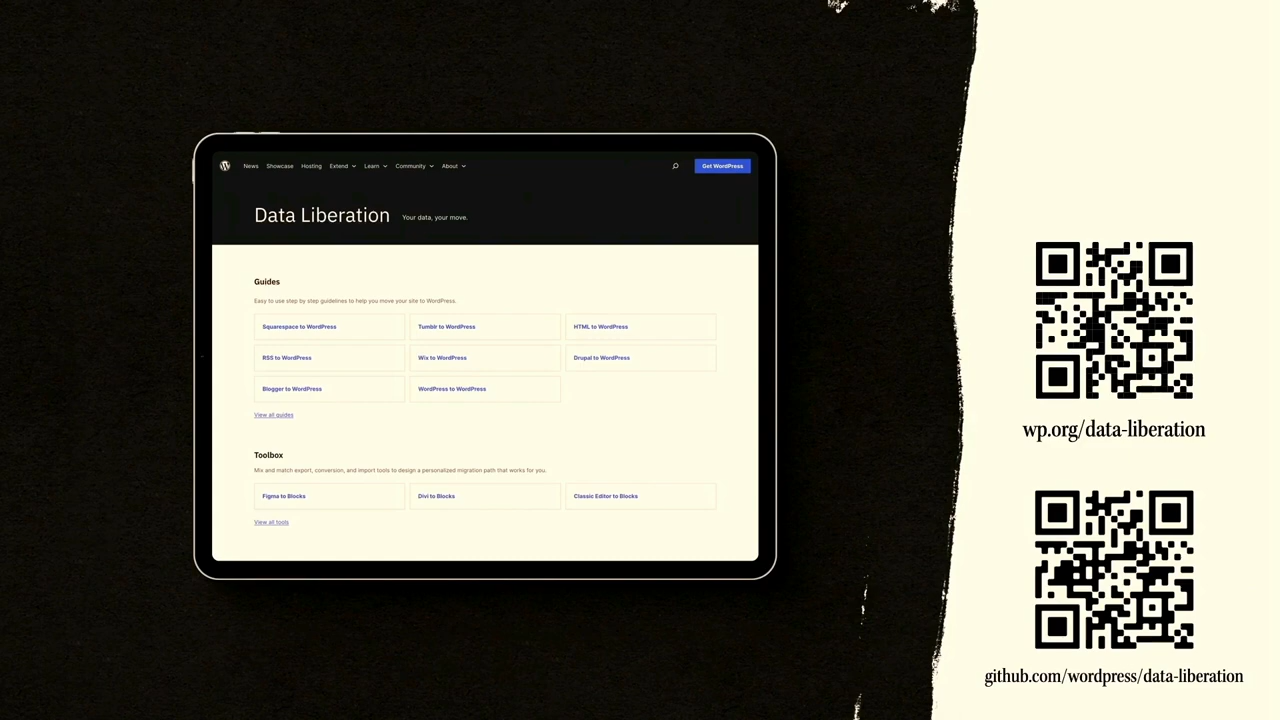 News Showcase Hosting Extend Learn Community About Get WordPress
Data Liberation Your data, your move.
Guides
Easy to use step by step guidelines to help you move your site to WordPress.
Squarespace to WordPress Tumblr to WordPress HTML to WordPress
RSS to WordPress Wix to WordPress Drupal to WordPress
Blogger to WordPress WordPress to WordPress
View all guides
Toolbox
Mix and match export, conversion, and import tools to design a personalized migration path that works for you.
Figma to Blocks Divi to Blocks Classic Editor to Blocks
View all tools
wp.org/data-liberation
github.com/wordpress/data-liberation